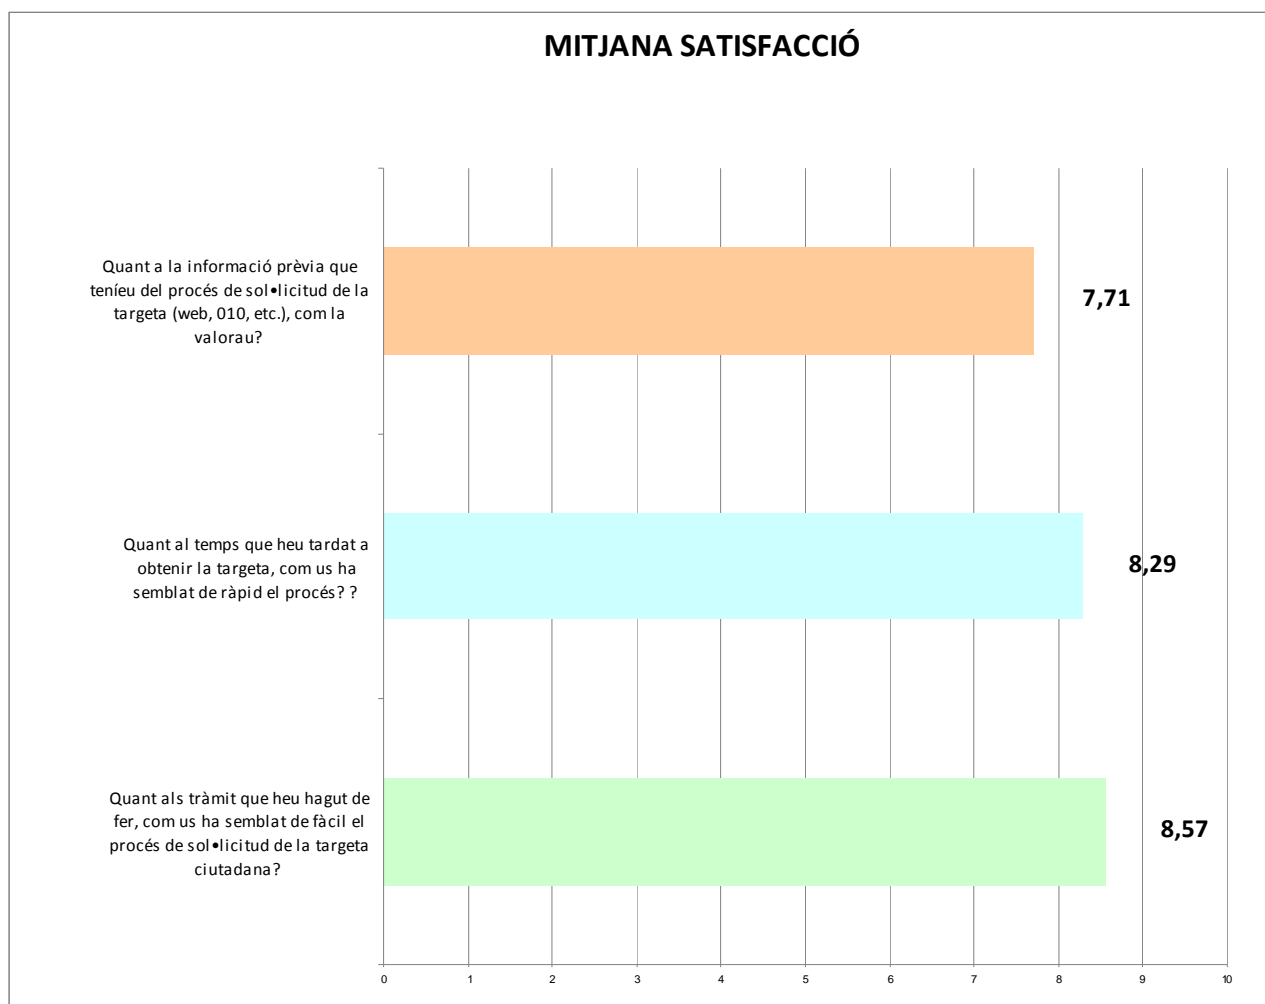 MITJANA SATISFACCIÓ
Quant a la informació prèvia que
teníeu del procés de sol•licitud de la
targeta (web, 010, etc.), com la
valorau?
7,71
Quant al temps que heu tardat a
obtenir la targeta, com us ha
semblat de ràpid el procés? ?
8,29
Quant als tràmit que heu hagut de
fer, com us ha semblat de fàcil el
procés de sol•licitud de la targeta
ciutadana?
8,57
0 1 2 3 4 5 6 7 8 9 10